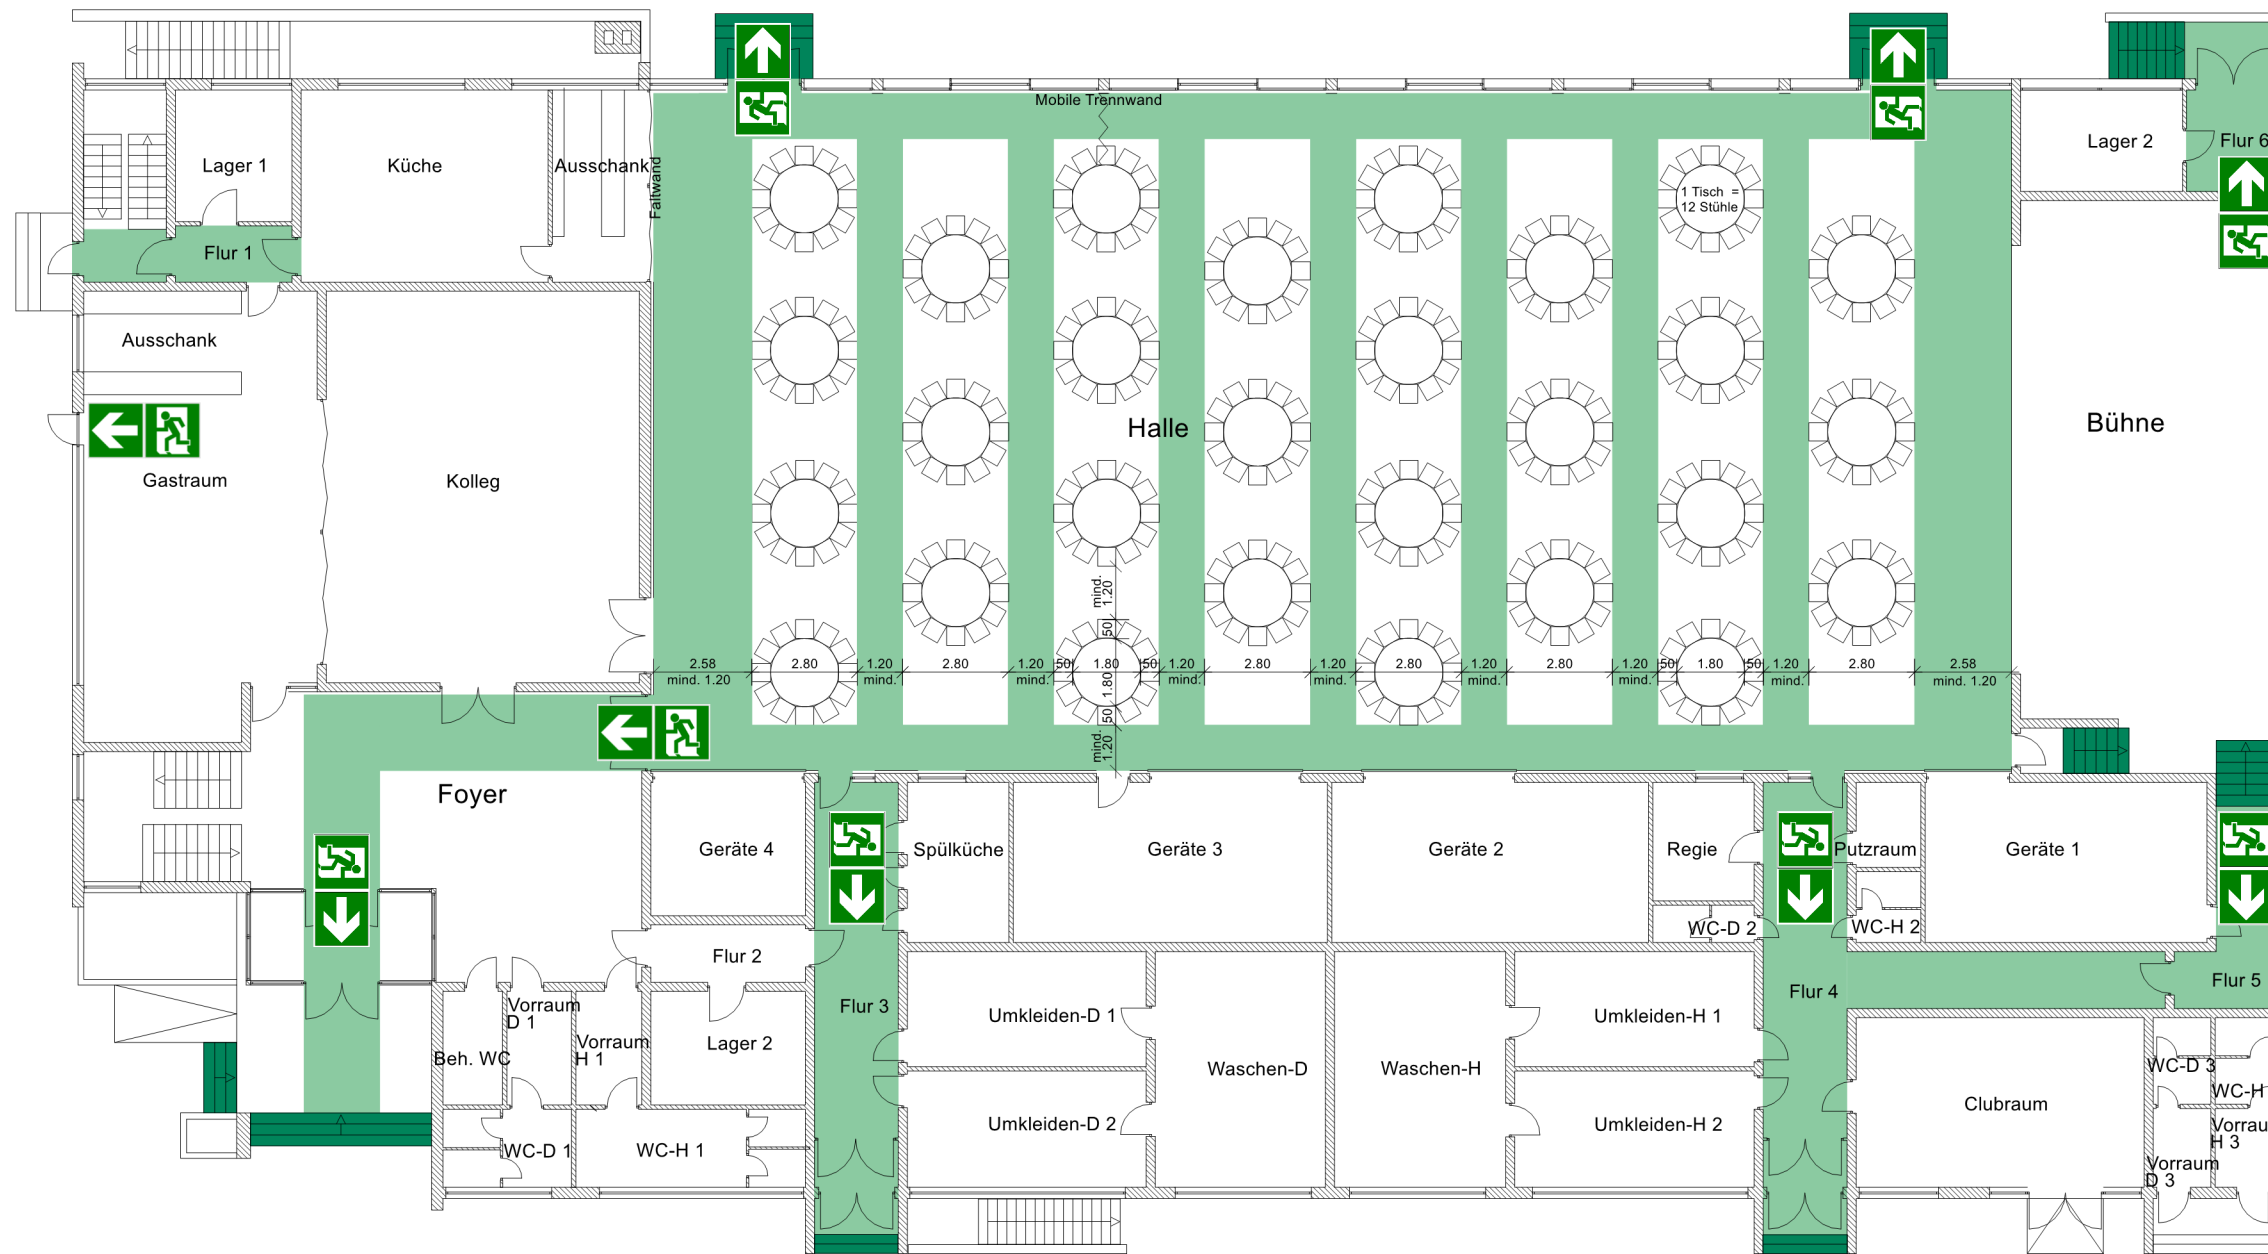 Mobile Trennwand
Lager 1
Küche
Ausschank
Faltwand
Lager 2
Flur 6
1 Tisch =
12 Stühle
Flur 1
Ausschank
Halle
Bühne
Gastraum
Kolleg
mind.
1.20
50
2.58
mind. 1.20
2.80
1.20
mind.
2.80
1.20
mind.
50
1.80
50
1.20
mind.
2.80
1.20
mind.
2.80
1.20
mind.
2.80
1.20
mind.
50
1.80
50
1.20
mind.
2.80
2.58
mind. 1.20
1.80
50
mind.
1.20
Foyer
Geräte 4
Spülküche
Geräte 3
Geräte 2
Regie
Putzraum
Geräte 1
WC-D 2
WC-H 2
Flur 2
Flur 3
Flur 4
Flur 5
Vorraum
D 1
Umkleiden-D 1
Umkleiden-H 1
Beh. WC
Vorraum
H 1
Lager 2
Waschen-D
Waschen-H
WC-D 3
WC-H
Clubraum
Umkleiden-D 2
Umkleiden-H 2
Vorrau
H 3
WC-D 1
WC-H 1
Vorraum
D 3